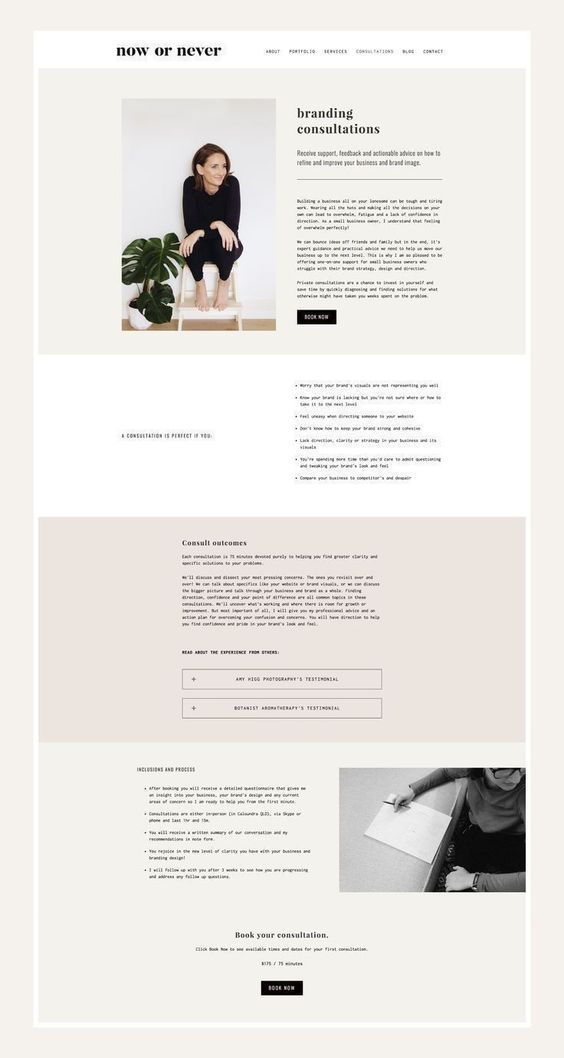 now or never
ABOUT PORTFOLIO SERVICES CONSULTATIONS BLOG CONTACT
branding
consultations
Receive support, feedback and actionable advice on how to
refine and improve your business and brand image.
Building a business all on your lonesome can be tough and tiring
work. Wearing all the hats and making all the decisions on your
own can lead to overwhelm, fatigue and a lack of confidence in
direction. As a small business owner, I understand that feeling
of overwhelm perfectly!
We can bounce ideas off friends and family but in the end, it's
expert guidance and practical advice we need to help us move our
business up to the next level. This is why I am so pleased to be
offering one-on-one support for small business owners who
struggle with their brand strategy, design and direction.
Private consultations are a chance to invest in yourself and
save time by quickly diagnosing and finding solutions for what
otherwise might have taken you weeks spent on the problem.
BOOK NOW
A CONSULTATION IS PERFECT IF YOU:
• Worry that your brand's visuals are not representing you well
• Know your brand is lacking but you're not sure where or how to
take it to the next level
• Feel uneasy when directing someone to your website
• Don't know how to keep your brand strong and cohesive
• Lack direction, clarity or strategy in your business and its
visuals
• You're spending more time than you'd care to admit questioning
and tweaking your brand's look and feel
• Compare your business to competitor's and despair
Consult outcomes
Each consultation is 75 minutes devoted purely to helping you find greater clarity and
specific solutions to your problems.
We'll discuss and dissect your most pressing concerns. The ones you revisit over and
over! We can talk about specifics like your website or brand visuals, or we can discuss
the bigger picture and talk through your business and brand as a whole. Finding
direction, confidence and your point of difference are all common topics in these
consultations. We'll uncover what's working and where there is room for growth or
improvement. But most important of all, I will give you my professional advice and an
action plan for overcoming your confusion and concerns. You will have direction to help
you find confidence and pride in your brand's look and feel.
READ ABOUT THE EXPERIENCE FROM OTHERS:
+ AMY HIGG PHOTOGRAPHY'S TESTIMONIAL
+ BOTANIST AROMATHERAPY'S TESTIMONIAL
INCLUSIONS AND PROCESS
• After booking you will receive a detailed questionnaire that gives me
an insight into your business, your brand's design and any current
areas of concern so I am ready to help you from the first minute.
• Consultations are either in-person (in Caloundra QLD), via Skype or
phone and last 1hr and 15m.
• You will receive a written summary of our conversation and my
recommendations in note form.
• You rejoice in the new level of clarity you have with your business and
branding design!
• I will follow up with you after 3 weeks to see how you are progressing
and address any follow up questions.
Book your consultation.
Click Book Now to see available times and dates for your first consultation.
$175 / 75 minutes
BOOK NOW